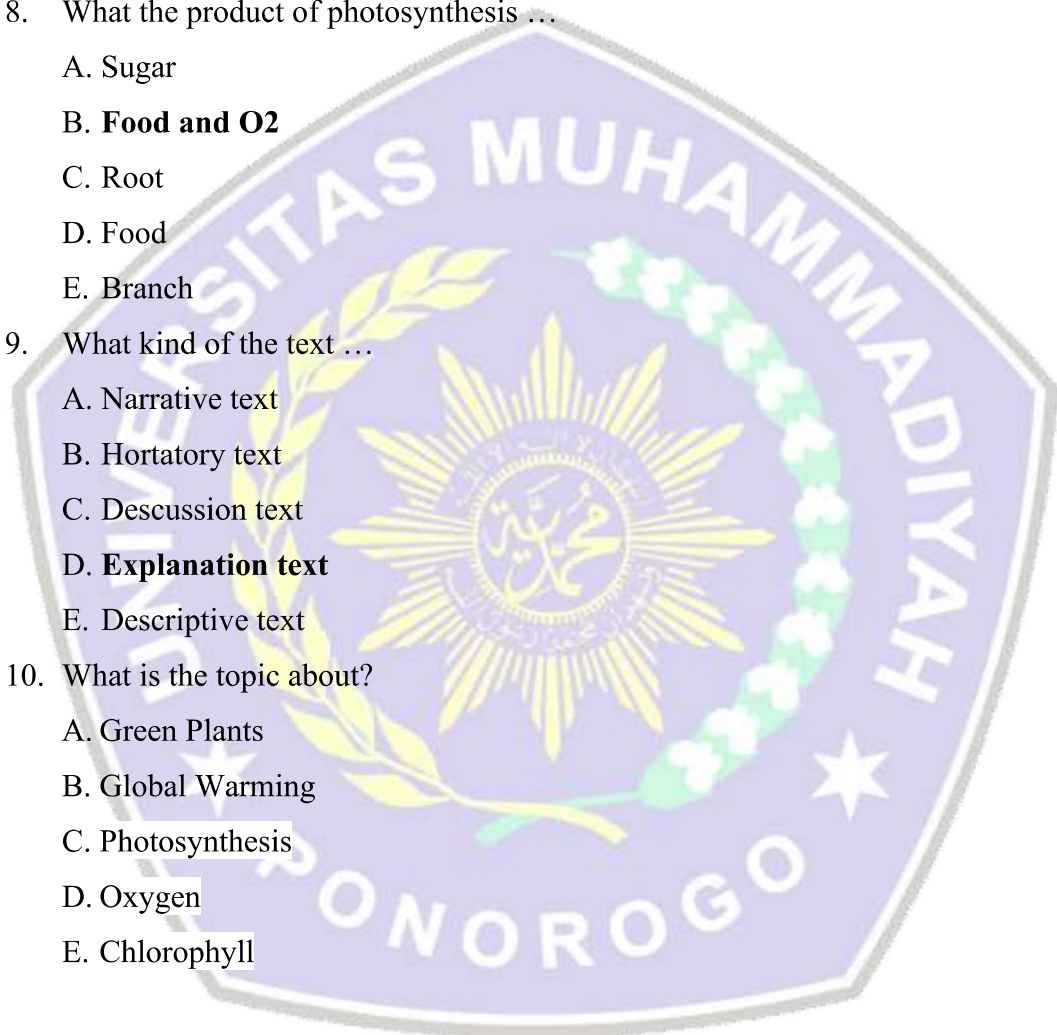 8. What the product of photosynthesis …
A. Sugar
B. Food and O2
C. Root
D. Food
E. Branch
9. What kind of the text …
A. Narrative text
B. Hortatory text
C. Descussion text
D. Explanation text
E. Descriptive text
10. What is the topic about?
A. Green Plants
B. Global Warming
C. Photosynthesis
D. Oxygen
E. Chlorophyll
UNIVERSITAS MUHAMMADIYAH
PONOROGO